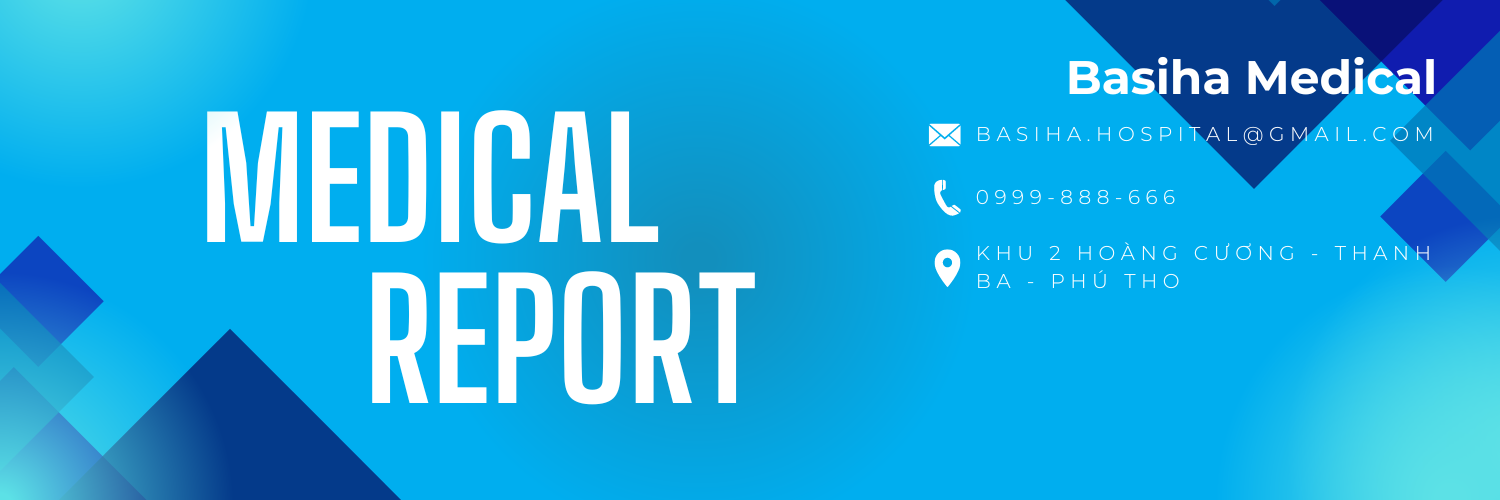 MEDICAL
REPORT
Basiha Medical
BASIHA.HOSPITAL@GMAIL.COM
0999-888-666
KHU 2 HOÀNG CƯƠNG - THANH
BA - PHÚ THO